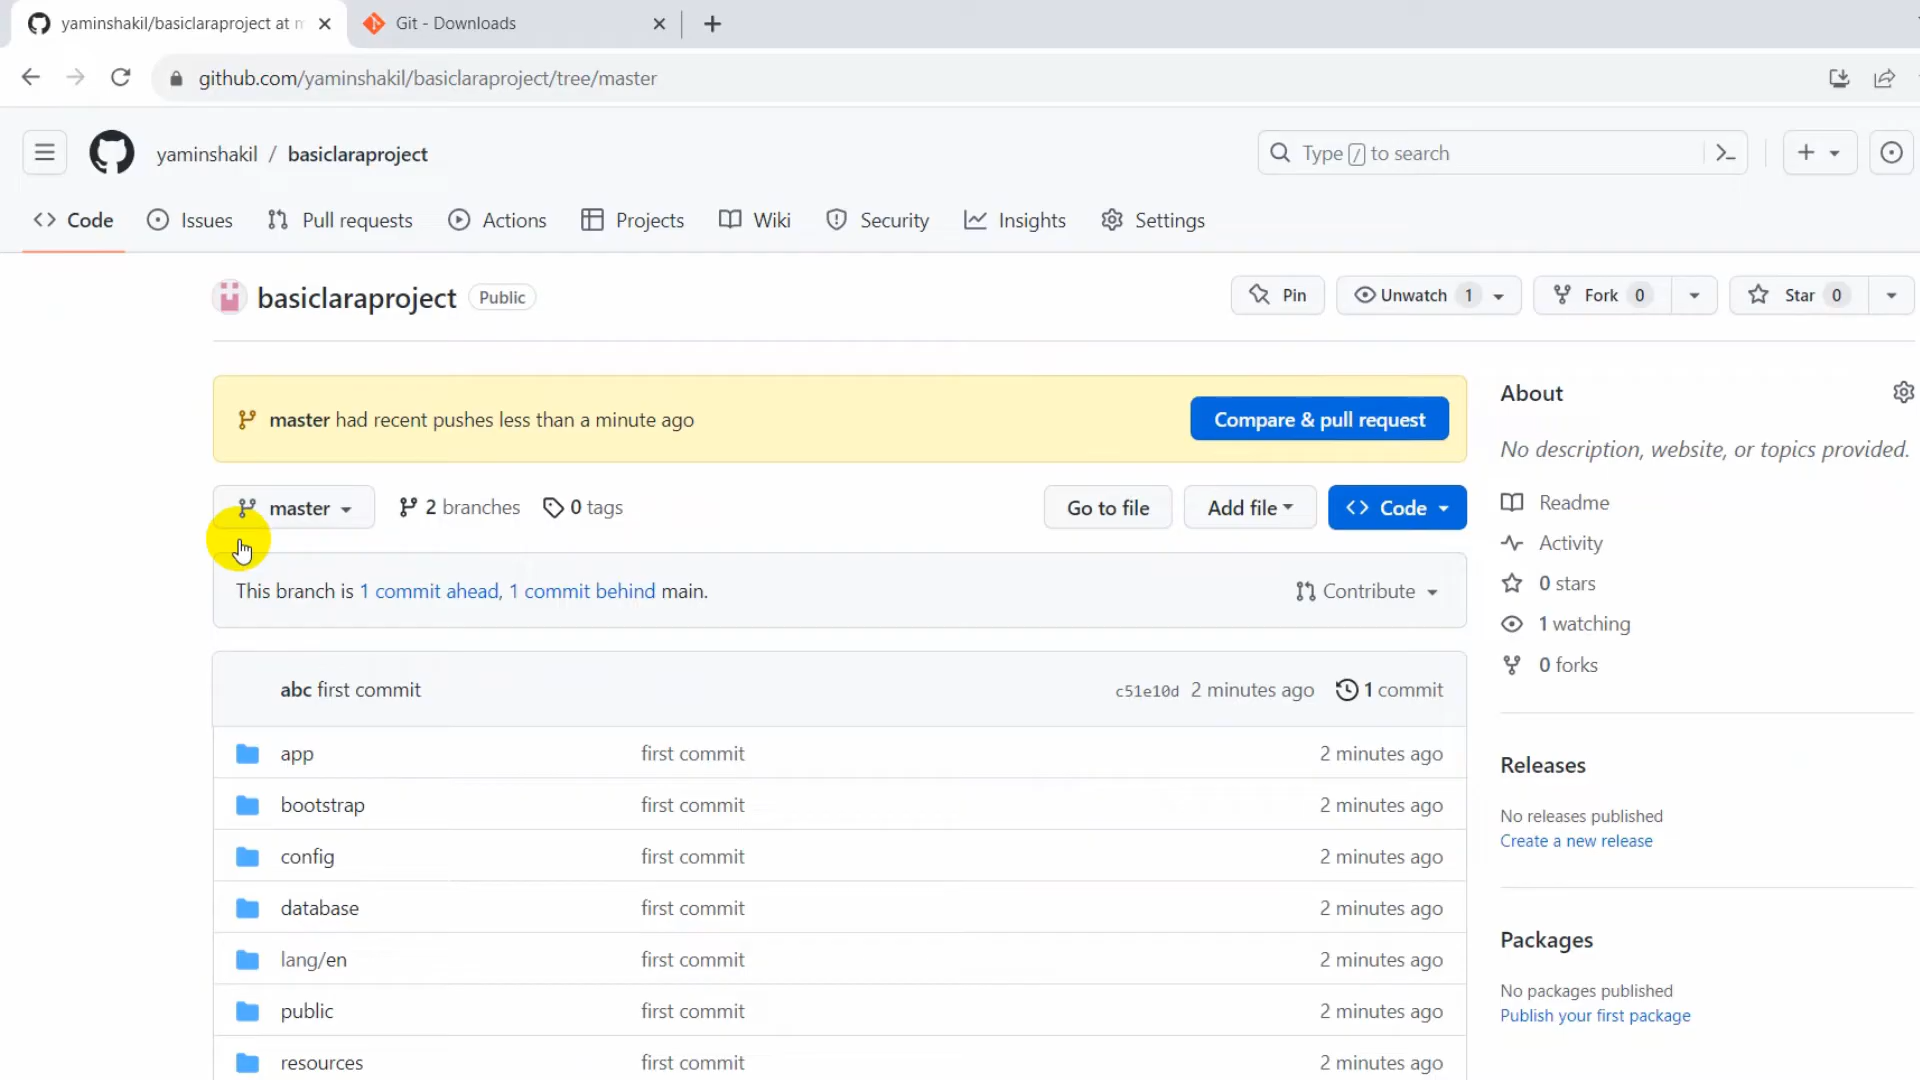 yaminshakil/basiclaraproject at m
Git - Downloads
github.com/yaminshakil/basiclaraproject/tree/master
yaminshakil / basiclaraproject
Type / to search
Code
Issues
Pull requests
Actions
Projects
Wiki
Security
Insights
Settings
basiclaraproject Public
Pin
Unwatch 1
Fork 0
Star 0
master had recent pushes less than a minute ago
Compare & pull request
master
2 branches
0 tags
Go to file
Add file
Code
This branch is 1 commit ahead, 1 commit behind main.
Contribute
abc first commit
c51e10d 2 minutes ago
1 commit
app first commit 2 minutes ago
bootstrap first commit 2 minutes ago
config first commit 2 minutes ago
database first commit 2 minutes ago
lang/en first commit 2 minutes ago
public first commit 2 minutes ago
resources first commit 2 minutes ago
About
No description, website, or topics provided.
Readme
Activity
0 stars
1 watching
0 forks
Releases
No releases published
Create a new release
Packages
No packages published
Publish your first package